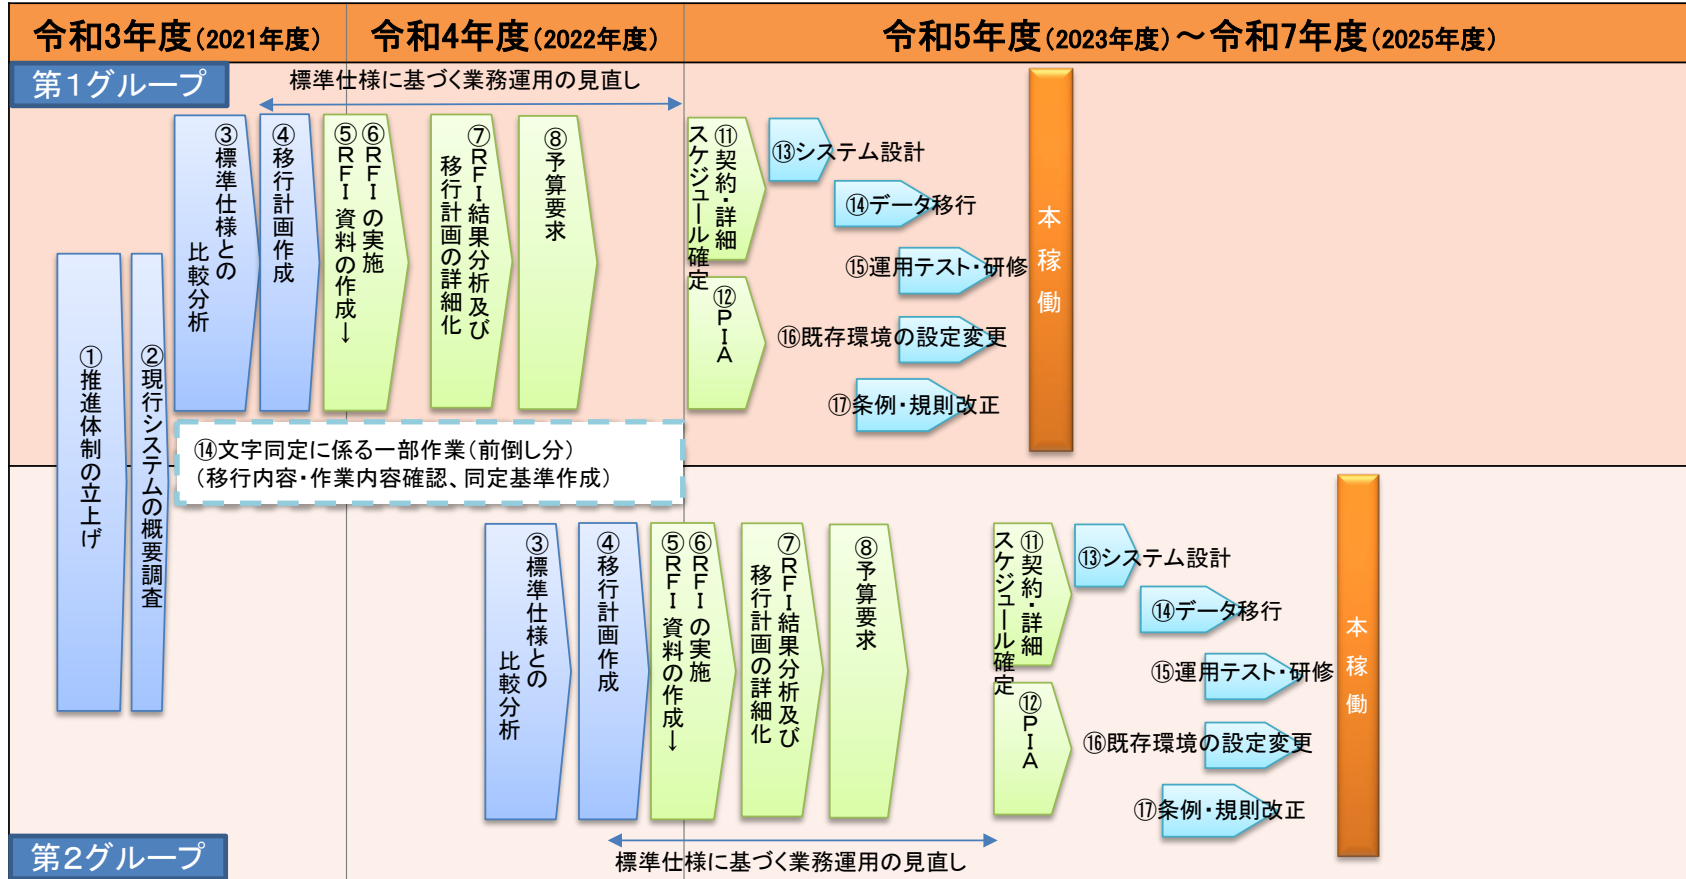 令和3年度(2021年度)
令和4年度(2022年度)
令和5年度(2023年度)～令和7年度(2025年度)
第1グループ
標準仕様に基づく業務運用の見直し
①推進体制の立上げ
②現行システムの概要調査
③標準仕様との
比較分析
④移行計画作成
⑥ＲＦＩの実施
⑤ＲＦＩ資料の作成→
⑦ＲＦＩ結果分析及び
移行計画の詳細化
⑧予算要求
⑪契約・詳細
スケジュール確定
⑫ＰＩＡ
⑬システム設計
⑭データ移行
⑮運用テスト・研修
⑯既存環境の設定変更
⑰条例・規則改正
本稼働
⑭文字同定に係る一部作業（前倒し分）
（移行内容・作業内容確認、同定基準作成）
③標準仕様との
比較分析
④移行計画作成
⑥ＲＦＩの実施
⑤ＲＦＩ資料の作成→
⑦ＲＦＩ結果分析及び
移行計画の詳細化
⑧予算要求
⑪契約・詳細
スケジュール確定
⑫ＰＩＡ
⑬システム設計
⑭データ移行
⑮運用テスト・研修
⑯既存環境の設定変更
⑰条例・規則改正
本稼働
標準仕様に基づく業務運用の見直し
第2グループ